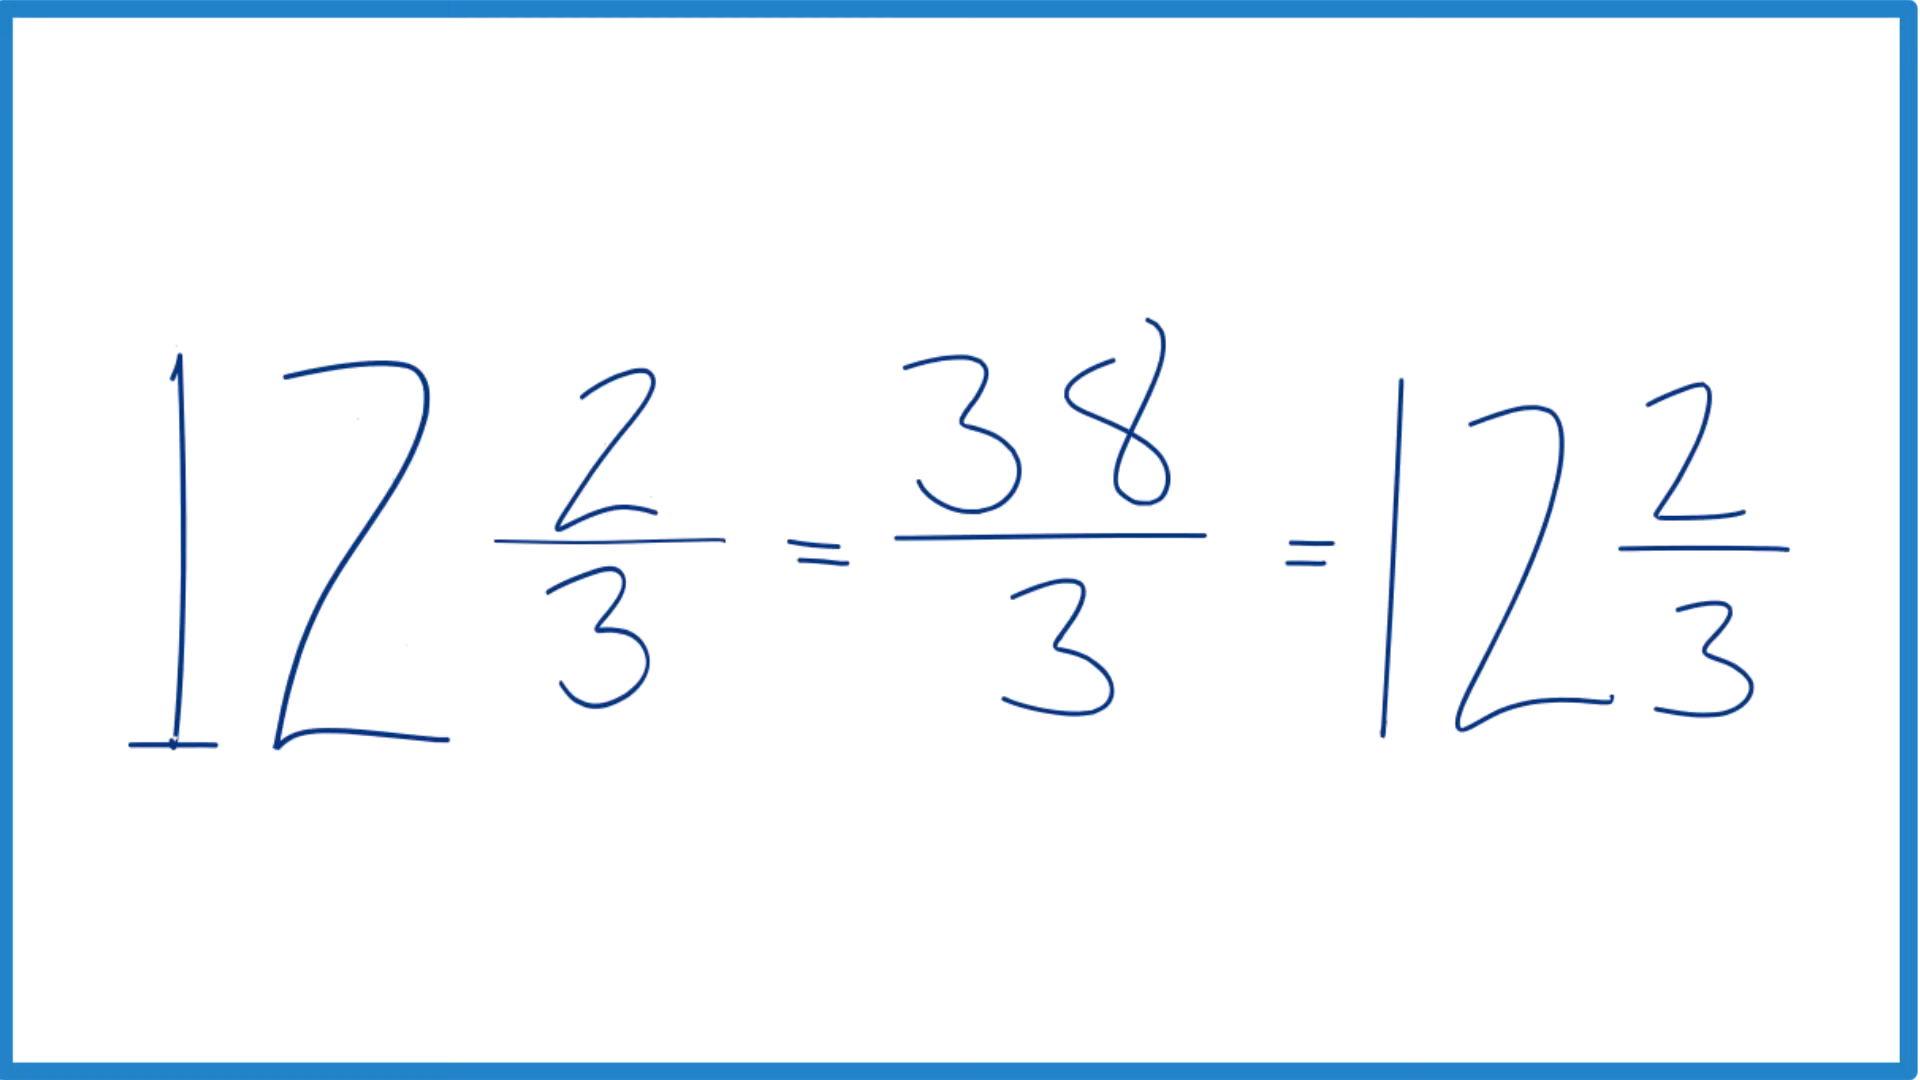 12 2/3 = 38/3 = 12 2/3